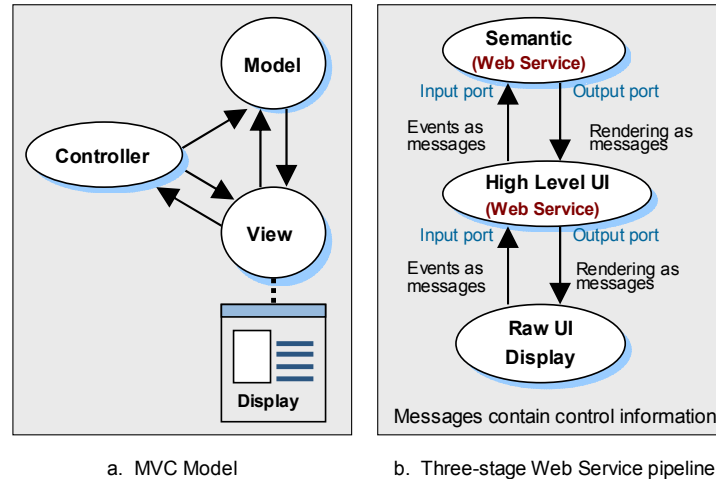 Model
Controller
View
Display
a. MVC Model
Semantic
(Web Service)
Input port
Output port
Events as
messages
Rendering as
messages
High Level UI
(Web Service)
Input port
Output port
Events as
messages
Rendering as
messages
Raw UI
Display
Messages contain control information
b. Three-stage Web Service pipeline